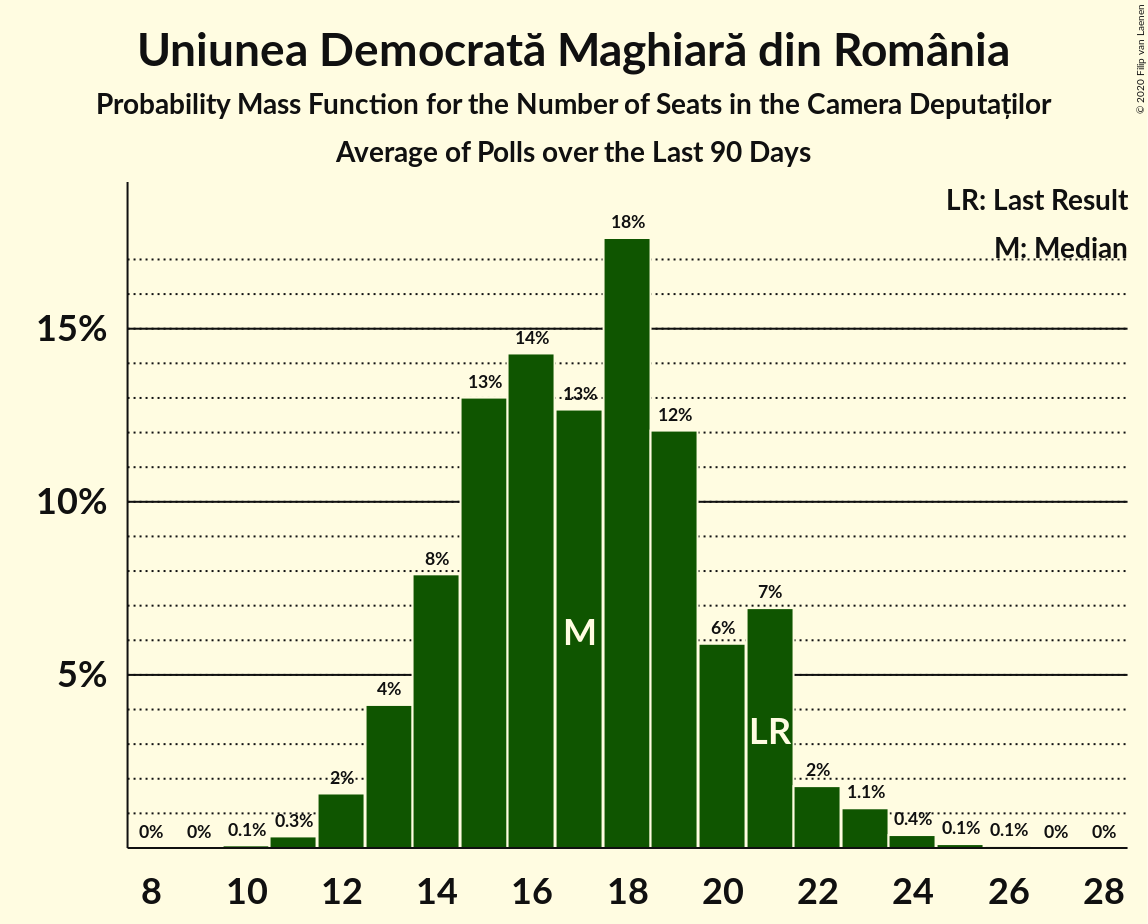 Uniunea Democrată Maghiară din România
Probability Mass Function for the Number of Seats in the Camera Deputaților
Average of Polls over the Last 90 Days
© 2020 Filip van Laenen
LR: Last Result
M: Median
15%
10%
5%
0%
0%
0.1%
0.3%
2%
4%
8%
13%
14%
13%
18%
12%
6%
7%
2%
1.1%
0.4%
0.1%
0.1%
0%
0%
M
LR
8 10 12 14 16 18 20 22 24 26 28